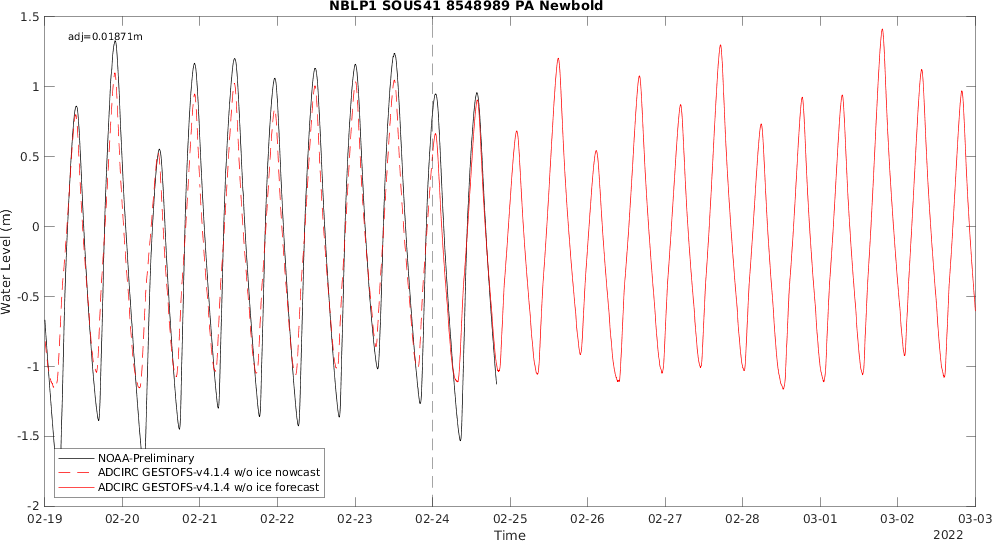 NBLP1 SOUS41 8548989 PA Newbold
adj=0.01871m
1.5
1
0.5
0
-0.5
-1
-1.5
-2
Water Level (m)
NOAA-Preliminary
ADCIRC GESTOFS-v4.1.4 w/o ice nowcast
ADCIRC GESTOFS-v4.1.4 w/o ice forecast
02-19 02-20 02-21 02-22 02-23 02-24 02-25 02-26 02-27 02-28 03-01 03-02 03-03
Time
2022